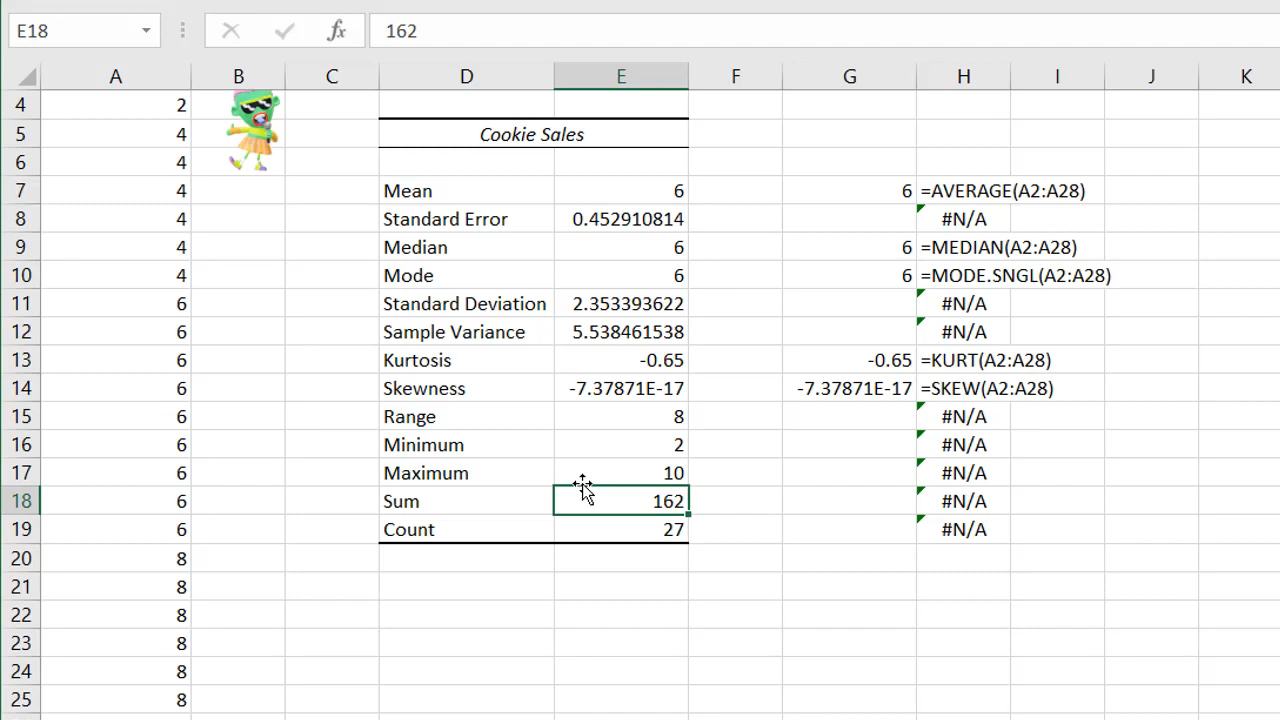 E18 fx 162
A B C D E F G H I J K
4 2
5 4 Cookie Sales
6 4
7 4 Mean 6 6 =AVERAGE(A2:A28)
8 4 Standard Error 0.452910814 #N/A
9 4 Median 6 6 =MEDIAN(A2:A28)
10 4 Mode 6 6 =MODE.SNGL(A2:A28)
11 6 Standard Deviation 2.353393622 #N/A
12 6 Sample Variance 5.538461538 #N/A
13 6 Kurtosis -0.65 -0.65 =KURT(A2:A28)
14 6 Skewness -7.37871E-17 -7.37871E-17 =SKEW(A2:A28)
15 6 Range 8 #N/A
16 6 Minimum 2 #N/A
17 6 Maximum 10 #N/A
18 6 Sum 162 #N/A
19 6 Count 27 #N/A
20 8
21 8
22 8
23 8
24 8
25 8